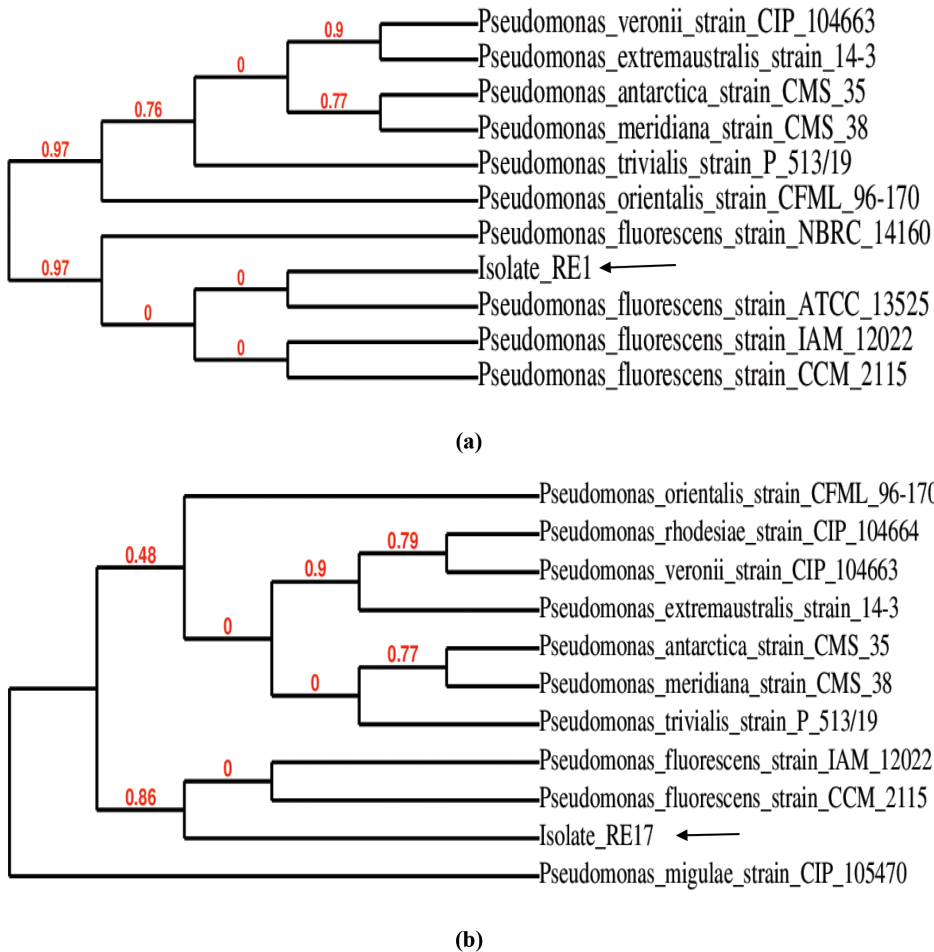 0.9
Pseudomonas_veronii_strain_CIP_104663
Pseudomonas_extremaustralis_strain_14-3
0
0.77
Pseudomonas_antarctica_strain_CMS_35
Pseudomonas_meridiana_strain_CMS_38
0.76
Pseudomonas_trivialis_strain_P_513/19
0.97
Pseudomonas_orientalis_strain_CFML_96-170
Pseudomonas_fluorescens_strain_NBRC_14160
0.97
0
Isolate_RE1
Pseudomonas_fluorescens_strain_ATCC_13525
0
0
Pseudomonas_fluorescens_strain_IAM_12022
Pseudomonas_fluorescens_strain_CCM_2115
(a)
Pseudomonas_orientalis_strain_CFML_96-170
0.48
0.79
Pseudomonas_rhodesiae_strain_CIP_104664
Pseudomonas_veronii_strain_CIP_104663
0.9
Pseudomonas_extremaustralis_strain_14-3
0
0.77
Pseudomonas_antarctica_strain_CMS_35
Pseudomonas_meridiana_strain_CMS_38
0
Pseudomonas_trivialis_strain_P_513/19
0
Pseudomonas_fluorescens_strain_IAM_12022
Pseudomonas_fluorescens_strain_CCM_2115
0.86
Isolate_RE17
Pseudomonas_migulae_strain_CIP_105470
(b)